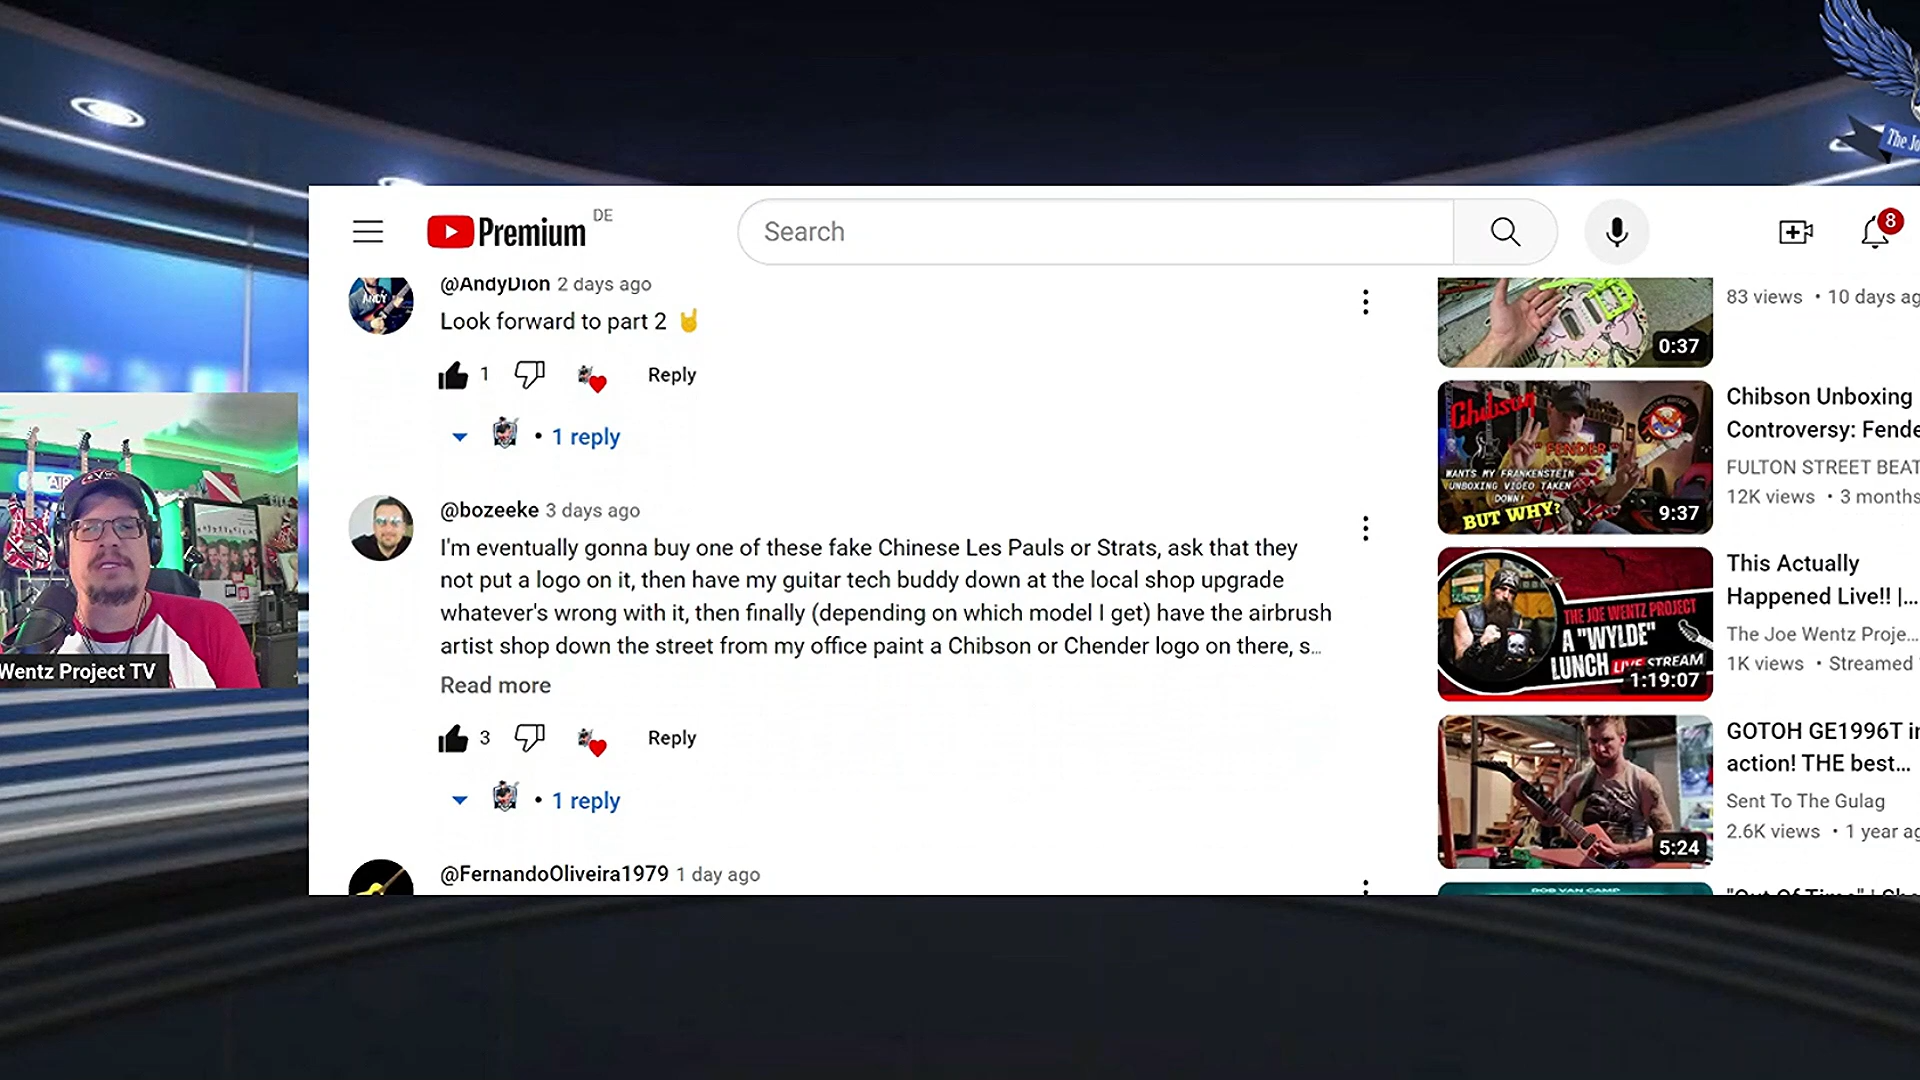 The Jo
Premium
DE
Search
8
@AndyDion 2 days ago
Look forward to part 2
1
Reply
• 1 reply
@bozeeke 3 days ago
I'm eventually gonna buy one of these fake Chinese Les Pauls or Strats, ask that they
not put a logo on it, then have my guitar tech buddy down at the local shop upgrade
whatever's wrong with it, then finally (depending on which model I get) have the airbrush
artist shop down the street from my office paint a Chibson or Chender logo on there, s…
Read more
3
Reply
• 1 reply
@FernandoOliveira1979 1 day ago
Wentz Project TV
ANDY
0:37
83 views • 10 days ag
Chibson
"FENDER"
WANTS MY FRANKENSTEIN
UNBOXING VIDEO TAKEN
DOWN!
BUT WHY?
9:37
Chibson Unboxing
Controversy: Fende
FULTON STREET BEAT
12K views • 3 months
THE JOE WENTZ PROJECT
A "WYLDE"
LUNCH LIVE STREAM
1:19:07
This Actually
Happened Live!! |...
The Joe Wentz Proje...
1K views • Streamed
5:24
GOTOH GE1996T in
action! THE best...
Sent To The Gulag
2.6K views • 1 year ag
ROB VAN CAMP
"Out Of Time" | Sho